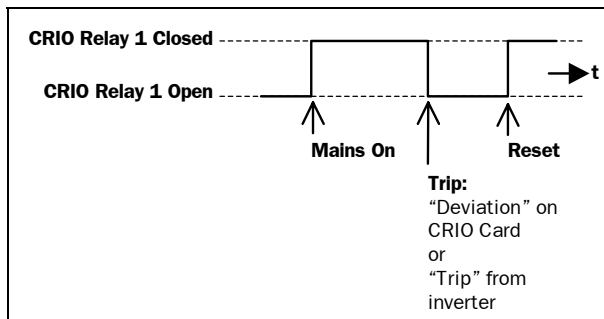 CRIO Relay 1 Closed
t
CRIO Relay 1 Open
Mains On
Reset
Trip:
“Deviation” on
CRIO Card
or
“Trip” from
inverter